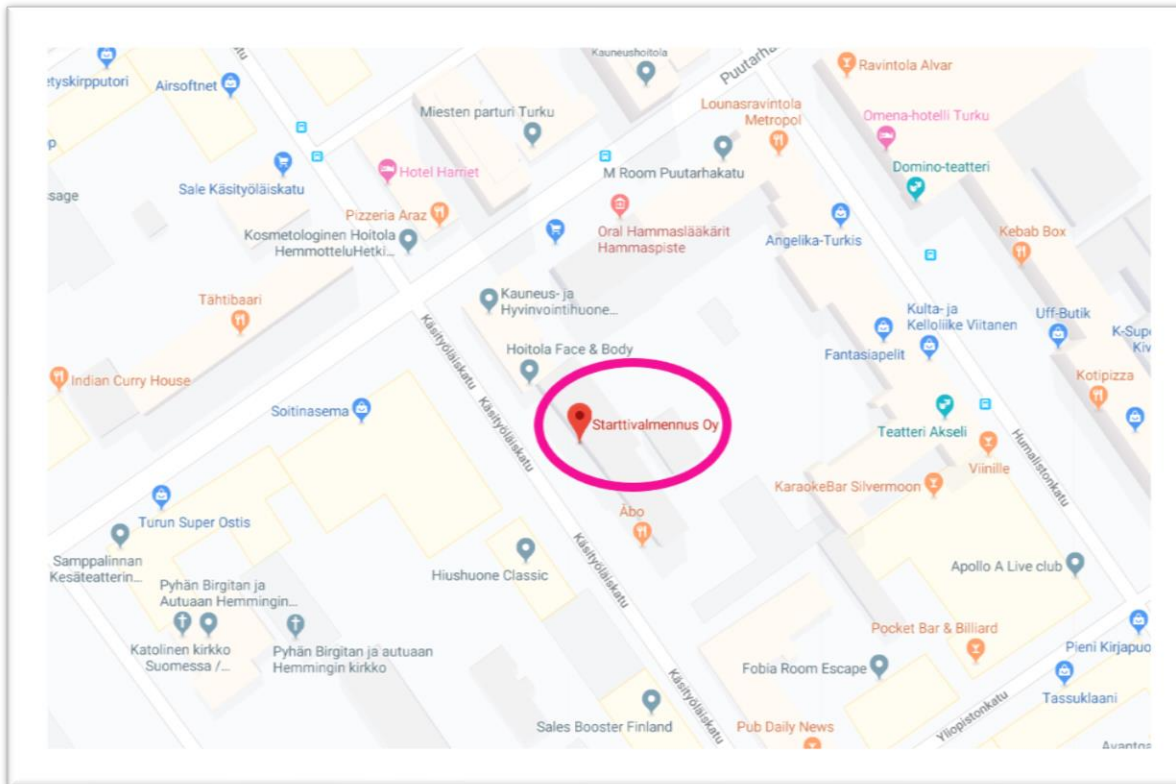 Kauneushoitola
Puutarha
Ravintola Alvar
etyskirpputori
Airsoftnet
katu
Miesten parturi Turku
Lounasravintola
Metropol
Omena-hotelli Turku
Domino-teatteri
Hotel Harriet
M Room Puutarhakatu
Sale Käsityöläiskatu
ssage
Pizzeria Araz
Kosmetologinen Hoitola
HemmotteluHetki...
Oral Hammaslääkärit
Hammaspiste
Angelika-Turkis
Kebab Box
Tähtibaari
Kauneus- ja
Hyvinvointihuone...
Kulta- ja
Kelloliike Viitanen
Uff-Butik
K-Supe
Kiv
Käsityöläiskatu
Hoitola Face & Body
Fantasiapelit
Indian Curry House
Kotipizza
Soitinasema
Käsityöläiskatu
Starttivalmennus Oy
Teatteri Akseli
Humalistonkatu
Viinille
KaraokeBar Silvermoon
Turun Super Ostis
Äbo
Samppalinnan
Kesäteatterin...
Hiushuone Classic
Käsityöläiskatu
Apollo A Live club
Pyhän Birgitan ja
Autuaan Hemmingin...
Katolinen kirkko
Suomessa /...
Pyhän Birgitan ja autuaan
Hemmingin kirkko
Pocket Bar & Billiard
Pieni Kirjapuo
Fobia Room Escape
Käsityöläiskatu
Tassuklaani
Yliopistonkatu
Sales Booster Finland
Pub Daily News